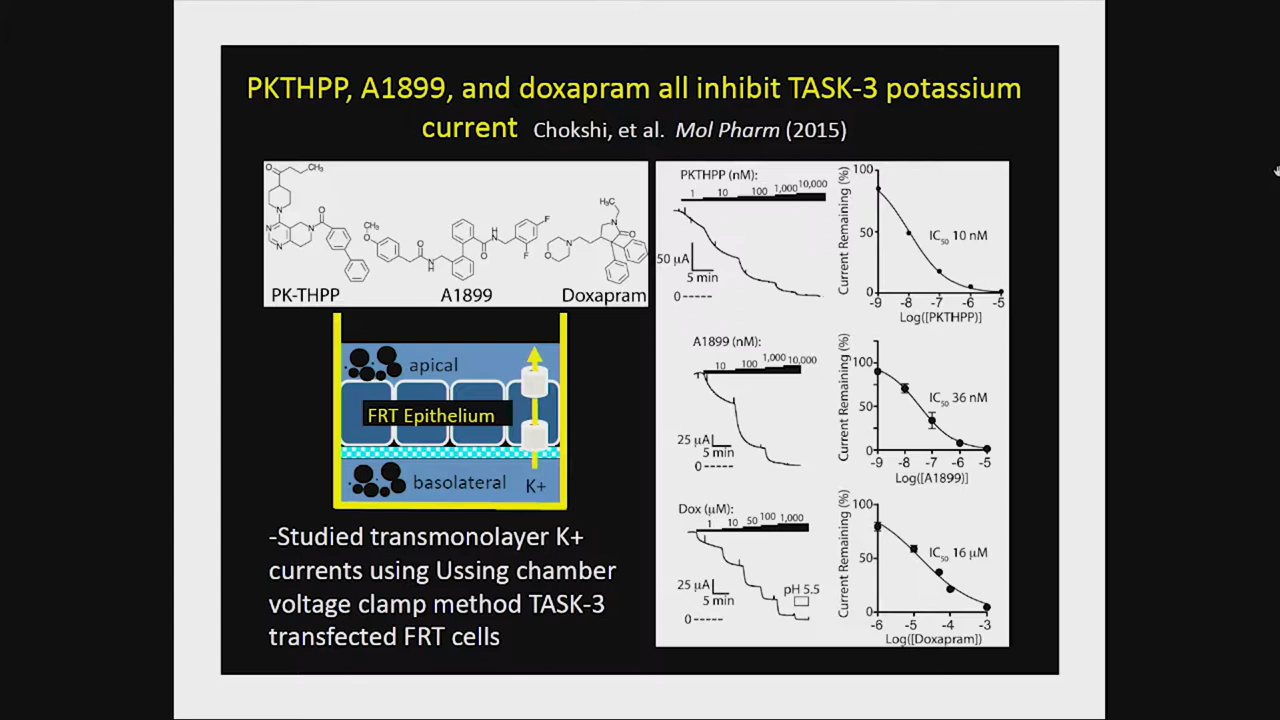 PKTHPP, A1899, and doxapram all inhibit TASK-3 potassium
current Chokshi, et al. Mol Pharm (2015)
O
CH₃
N
O
N
N
N
PK-THPP
CH₃
O
O
NH
H
N
O
F
F
A1899
H₃C
N
O
N
O
Doxapram
apical
FRT Epithelium
basolateral
K+
-Studied transmonolayer K+
currents using Ussing chamber
voltage clamp method TASK-3
transfected FRT cells
PKTHPP (nM):
1 10 100 1,000 10,000
50 µA
5 min
0 -----
Current Remaining (%)
100
50
0
IC50 10 nM
-9 -8 -7 -6 -5
Log([PKTHPP)]
A1899 (nM):
10 100 1,000 10,000
25 µA
5 min
0 -----
Current Remaining (%)
100
50
0
IC50 36 nM
-9 -8 -7 -6 -5
Log([A1899)]
Dox (µM):
1 10 50 100 1,000
25 µA
5 min
pH 5.5
0 -----
Current Remaining (%)
100
50
0
IC50 16 µM
-6 -5 -4 -3
Log([Doxapram])